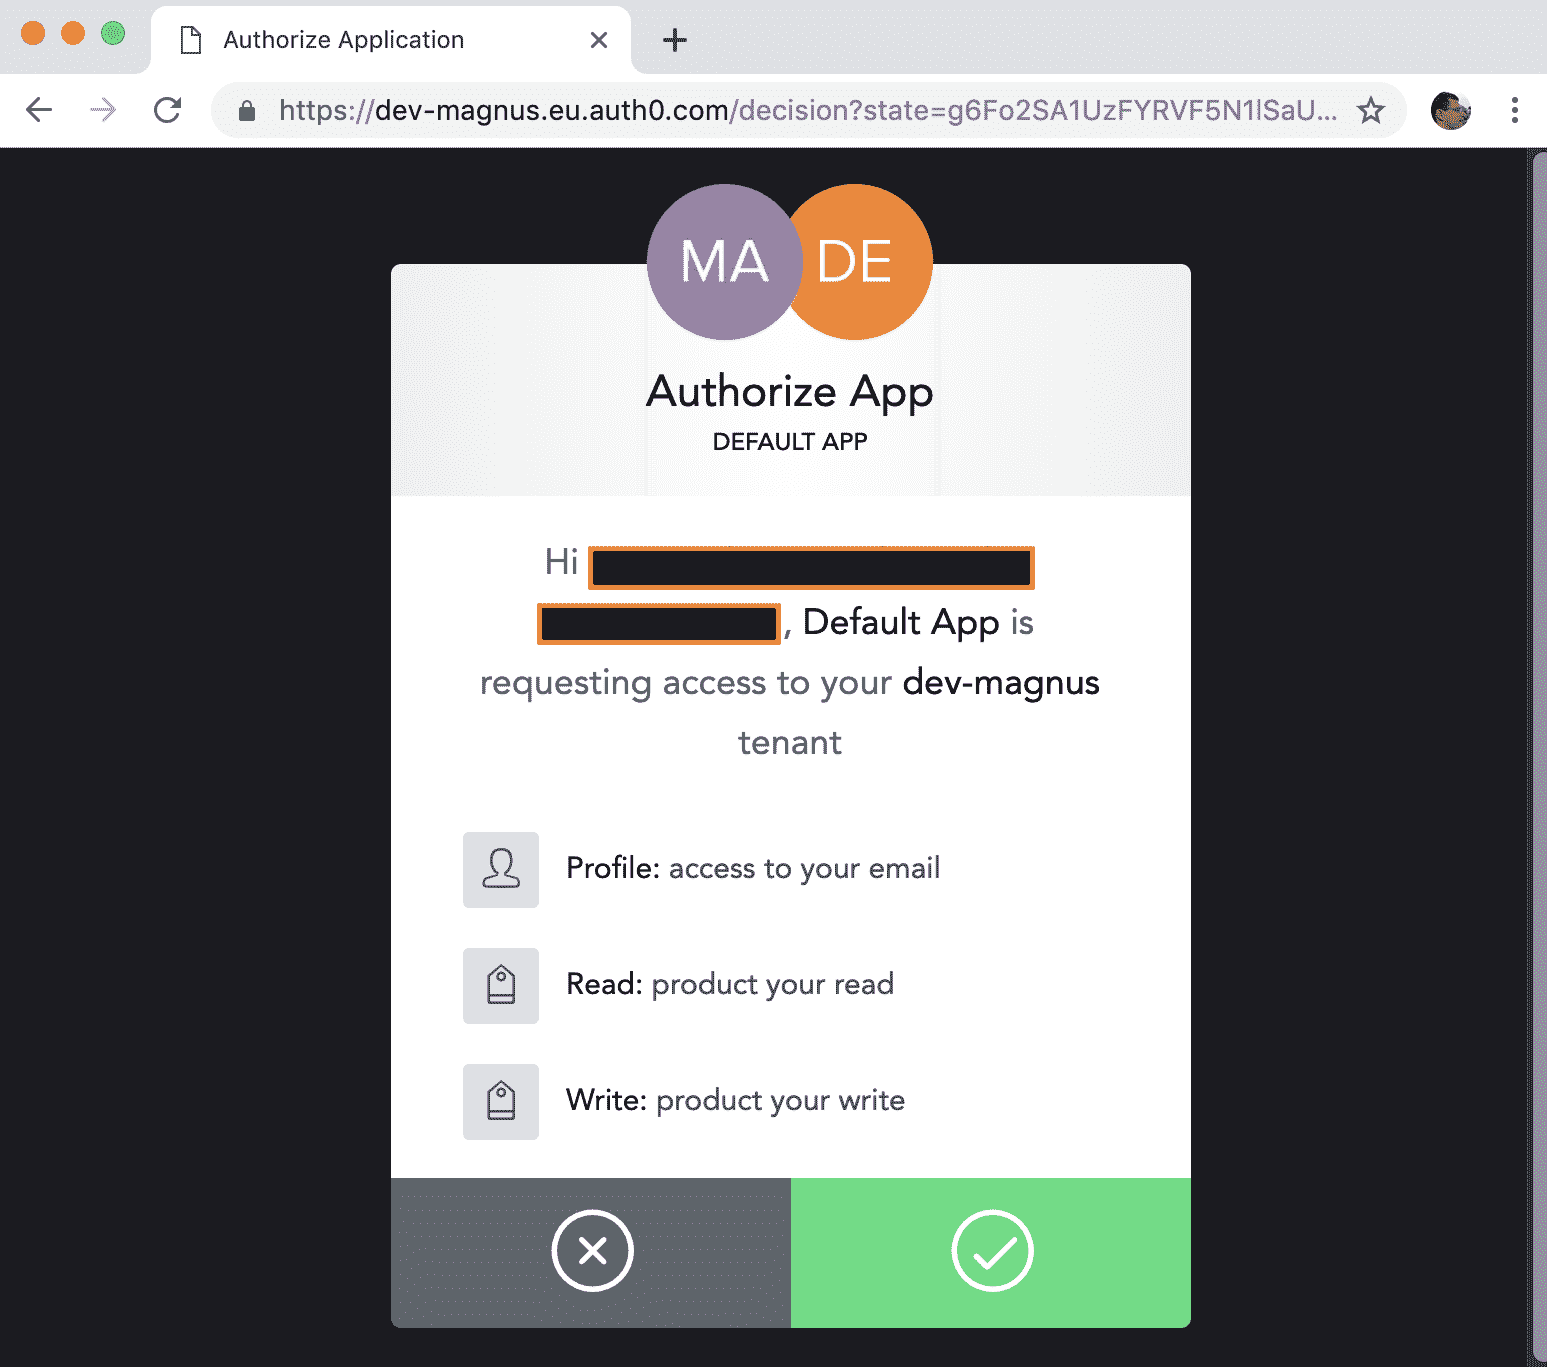 Authorize Application
https://dev-magnus.eu.auth0.com/decision?state=g6Fo2SA1UzFYRVF5N1lSaU...
MA DE
Authorize App
DEFAULT APP
Hi
, Default App is
requesting access to your dev-magnus
tenant
Profile: access to your email
Read: product your read
Write: product your write